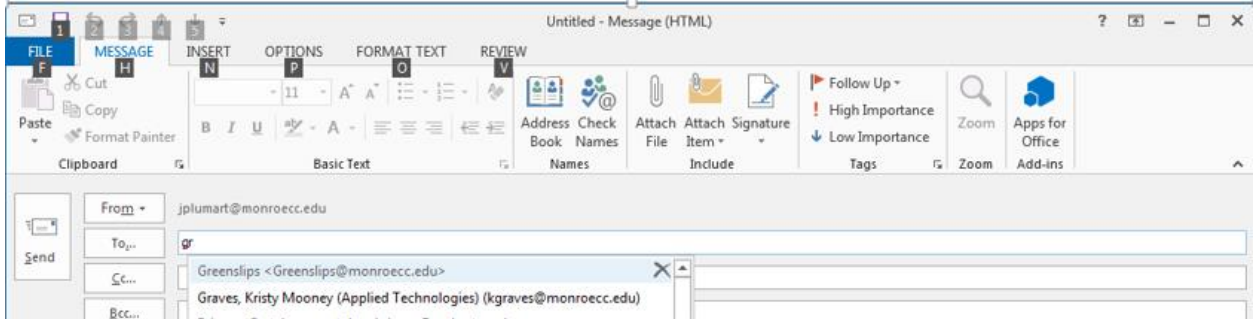 Untitled - Message (HTML)
1 2 3 4 5
FILE MESSAGE INSERT OPTIONS FORMAT TEXT REVIEW
F H N P O V
Paste
Cut
Copy
Format Painter
Clipboard
11 A A
B I U A
Basic Text
Address Book
Check Names
Names
Attach File
Attach Item
Signature
Include
Follow Up
High Importance
Low Importance
Tags
Zoom
Zoom
Apps for Office
Add-ins
Send
From jplumart@monroecc.edu
To... gr
Cc...
Bcc...
Greenslips <Greenslips@monroecc.edu>
Graves, Kristy Mooney (Applied Technologies) (kgraves@monroecc.edu)